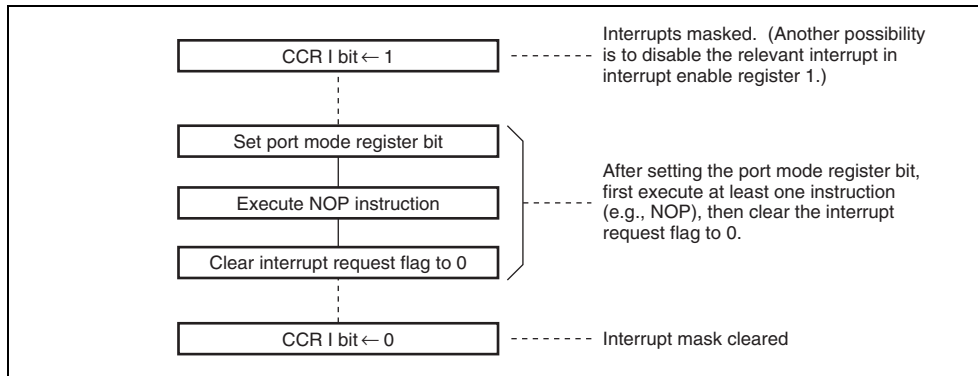 CCR I bit ← 1
Interrupts masked. (Another possibility
is to disable the relevant interrupt in
interrupt enable register 1.)
Set port mode register bit
Execute NOP instruction
Clear interrupt request flag to 0
After setting the port mode register bit,
first execute at least one instruction
(e.g., NOP), then clear the interrupt
request flag to 0.
CCR I bit ← 0
Interrupt mask cleared